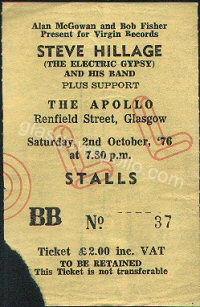 Alan McGowan and Bob Fisher
Present for Virgin Records
STEVE HILLAGE
(THE ELECTRIC GYPSY)
AND HIS BAND
PLUS SUPPORT
THE APOLLO
Renfield Street, Glasgow
Saturday, 2nd October, '76
at 7.30 p.m.
STALLS
BB No ---- 37
Ticket £2.00 inc. VAT
TO BE RETAINED
This Ticket is not transferable